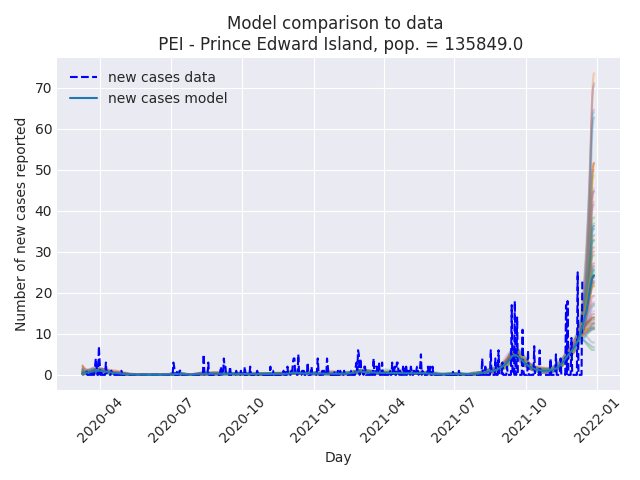 Model comparison to data
PEI - Prince Edward Island, pop. = 135849.0
new cases data
new cases model
Number of new cases reported
70
60
50
40
30
20
10
0
2020-04
2020-07
2020-10
2021-01
2021-04
2021-07
2021-10
2022-01
Day